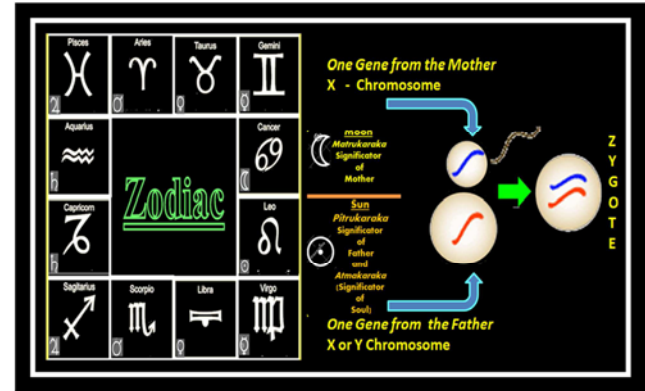 Pisces
Aries
Taurus
Gemini
Aquarius
Cancer
Zodiac
Capricorn
Leo
Sagitarius
Scorpio
Libra
Virgo
One Gene from the Mother
X - Chromosome
moon
Matrukaraka
Significator
of
Mother
Sun
Pitrukaraka
Significator
of
Father
and
Atmakaraka
(Significator
of
Soul)
One Gene from the Father
X or Y Chromosome
ZYGOTE